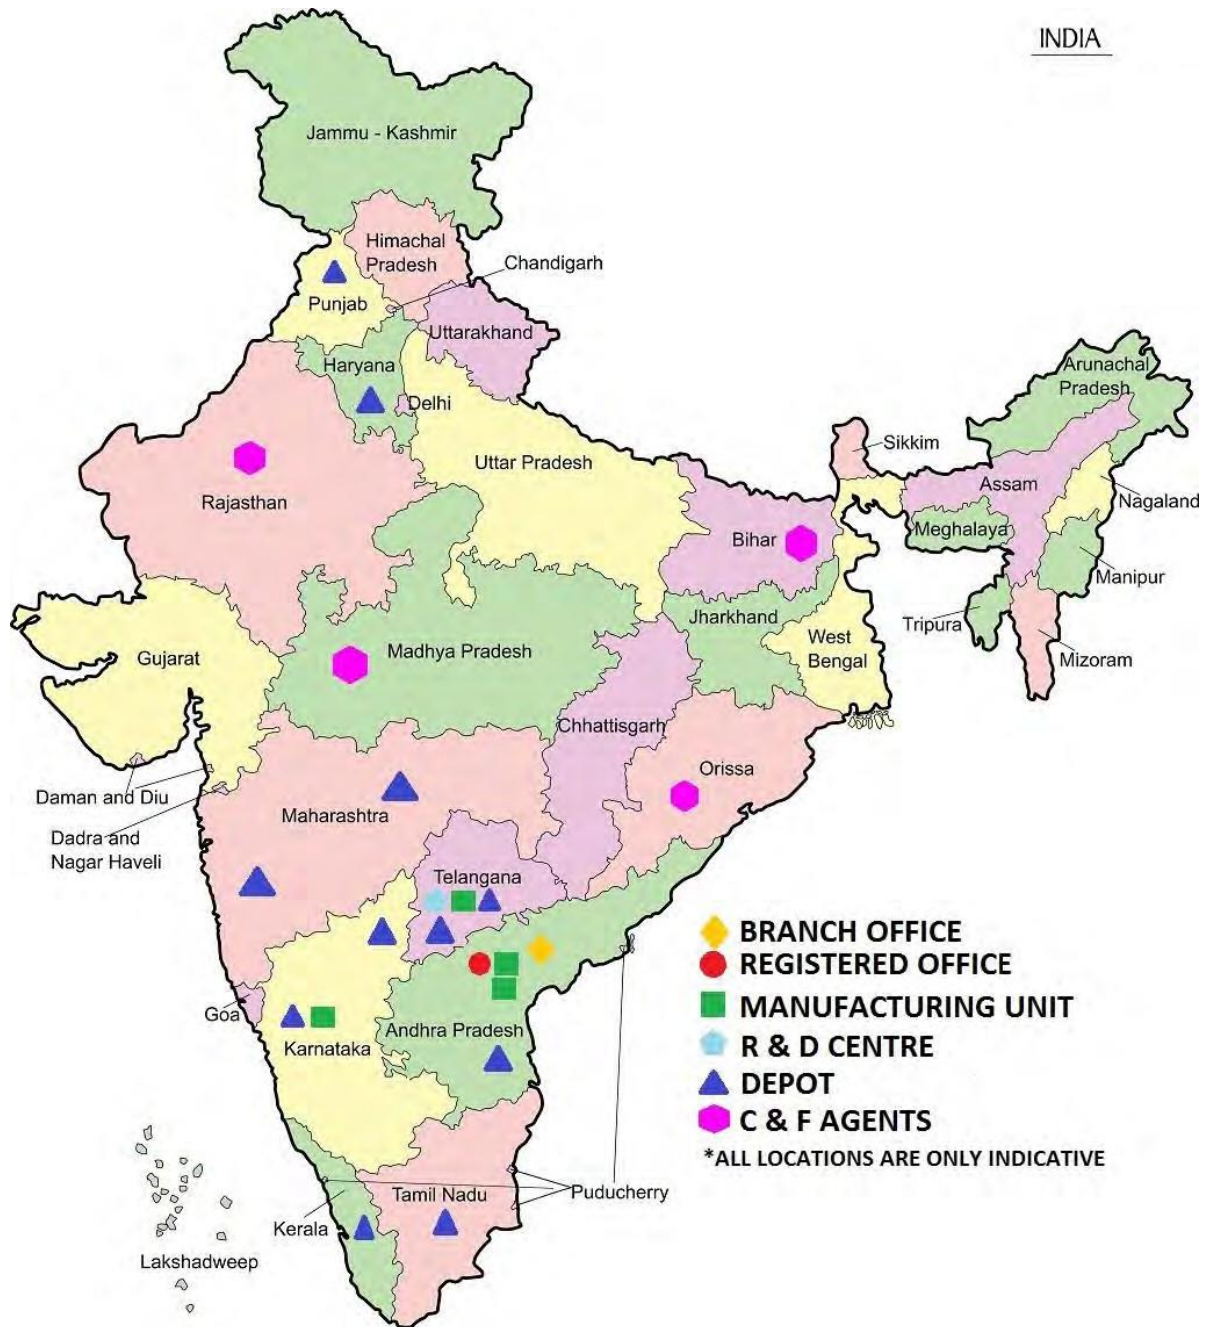 INDIA
Jammu - Kashmir
Himachal
Pradesh
Chandigarh
Punjab
Uttarakhand
Haryana
Delhi
Arunachal
Pradesh
Sikkim
Uttar Pradesh
Rajasthan
Assam
Nagaland
Bihar
Meghalaya
Manipur
Jharkhand
Tripura
West
Bengal
Gujarat
Madhya Pradesh
Mizoram
Chhattisgarh
Orissa
Daman and Diu
Maharashtra
Dadra and
Nagar Haveli
Telangana
BRANCH OFFICE
REGISTERED OFFICE
MANUFACTURING UNIT
R & D CENTRE
DEPOT
C & F AGENTS
*ALL LOCATIONS ARE ONLY INDICATIVE
Goa
Andhra Pradesh
Karnataka
Puducherry
Tamil Nadu
Kerala
Lakshadweep